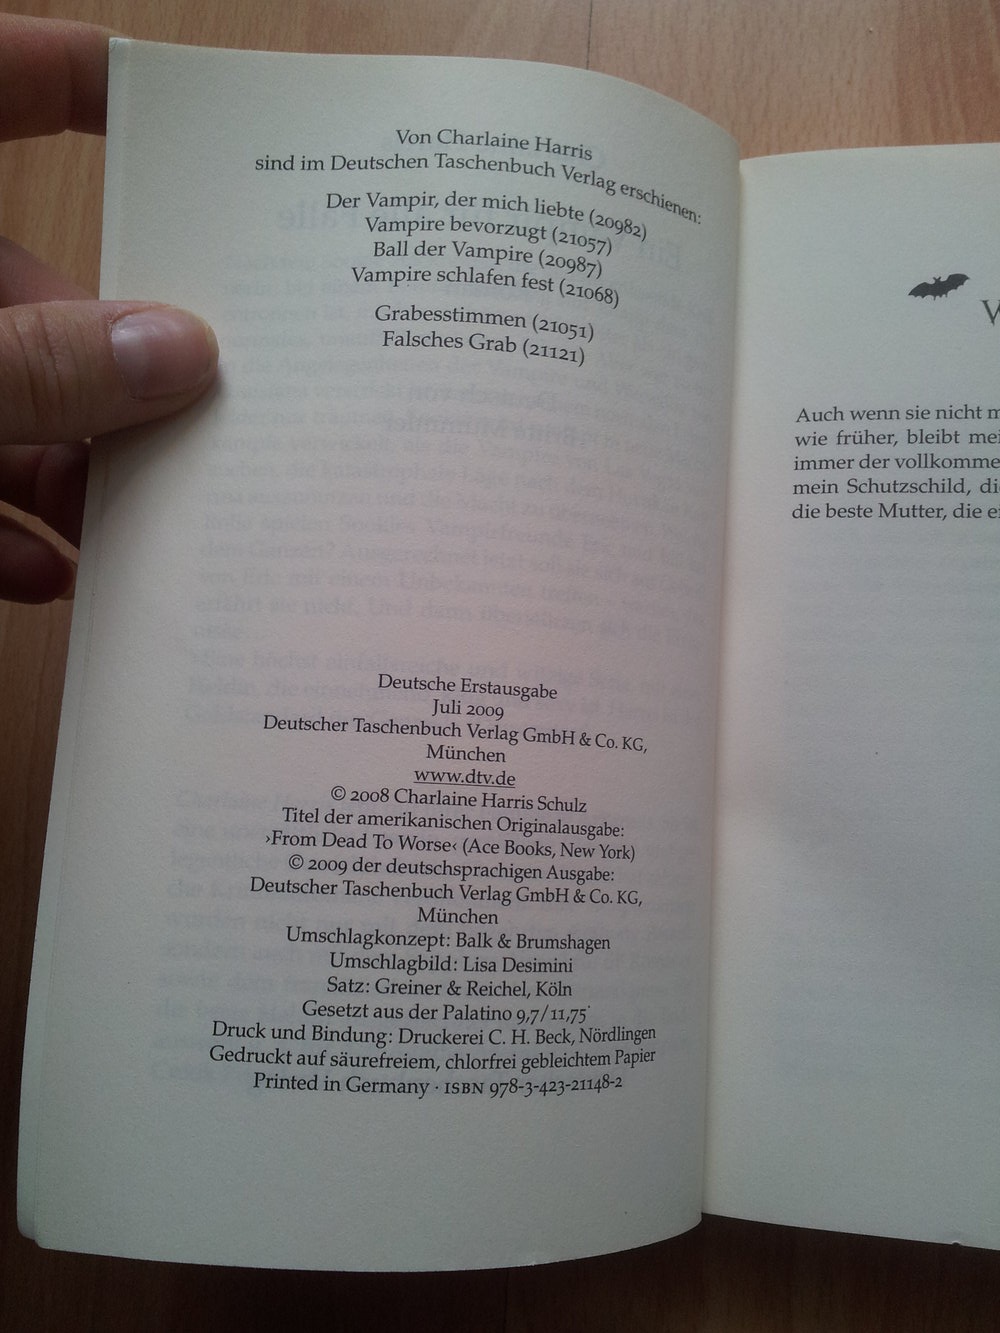 Von Charlaine Harris
sind im Deutschen Taschenbuch Verlag erschienen:
Der Vampir, der mich liebte (20982)
Vampire bevorzugt (21057)
Ball der Vampire (20987)
Vampire schlafen fest (21068)
Grabesstimmen (21051)
Falsches Grab (21121)
Deutsche Erstausgabe
Juli 2009
Deutscher Taschenbuch Verlag GmbH & Co. KG,
München
www.dtv.de
© 2008 Charlaine Harris Schulz
Titel der amerikanischen Originalausgabe:
›From Dead To Worse‹ (Ace Books, New York)
© 2009 der deutschsprachigen Ausgabe:
Deutscher Taschenbuch Verlag GmbH & Co. KG,
München
Umschlagkonzept: Balk & Brumshagen
Umschlagbild: Lisa Desimini
Satz: Greiner & Reichel, Köln
Gesetzt aus der Palatino 9,7/11,75˙
Druck und Bindung: Druckerei C. H. Beck, Nördlingen
Gedruckt auf säurefreiem, chlorfrei gebleichtem Papier
Printed in Germany · ISBN 978-3-423-21148-2
Auch wenn sie nicht
wie früher, bleibt
immer der
mein Schutzschild,
die beste Mutter, die